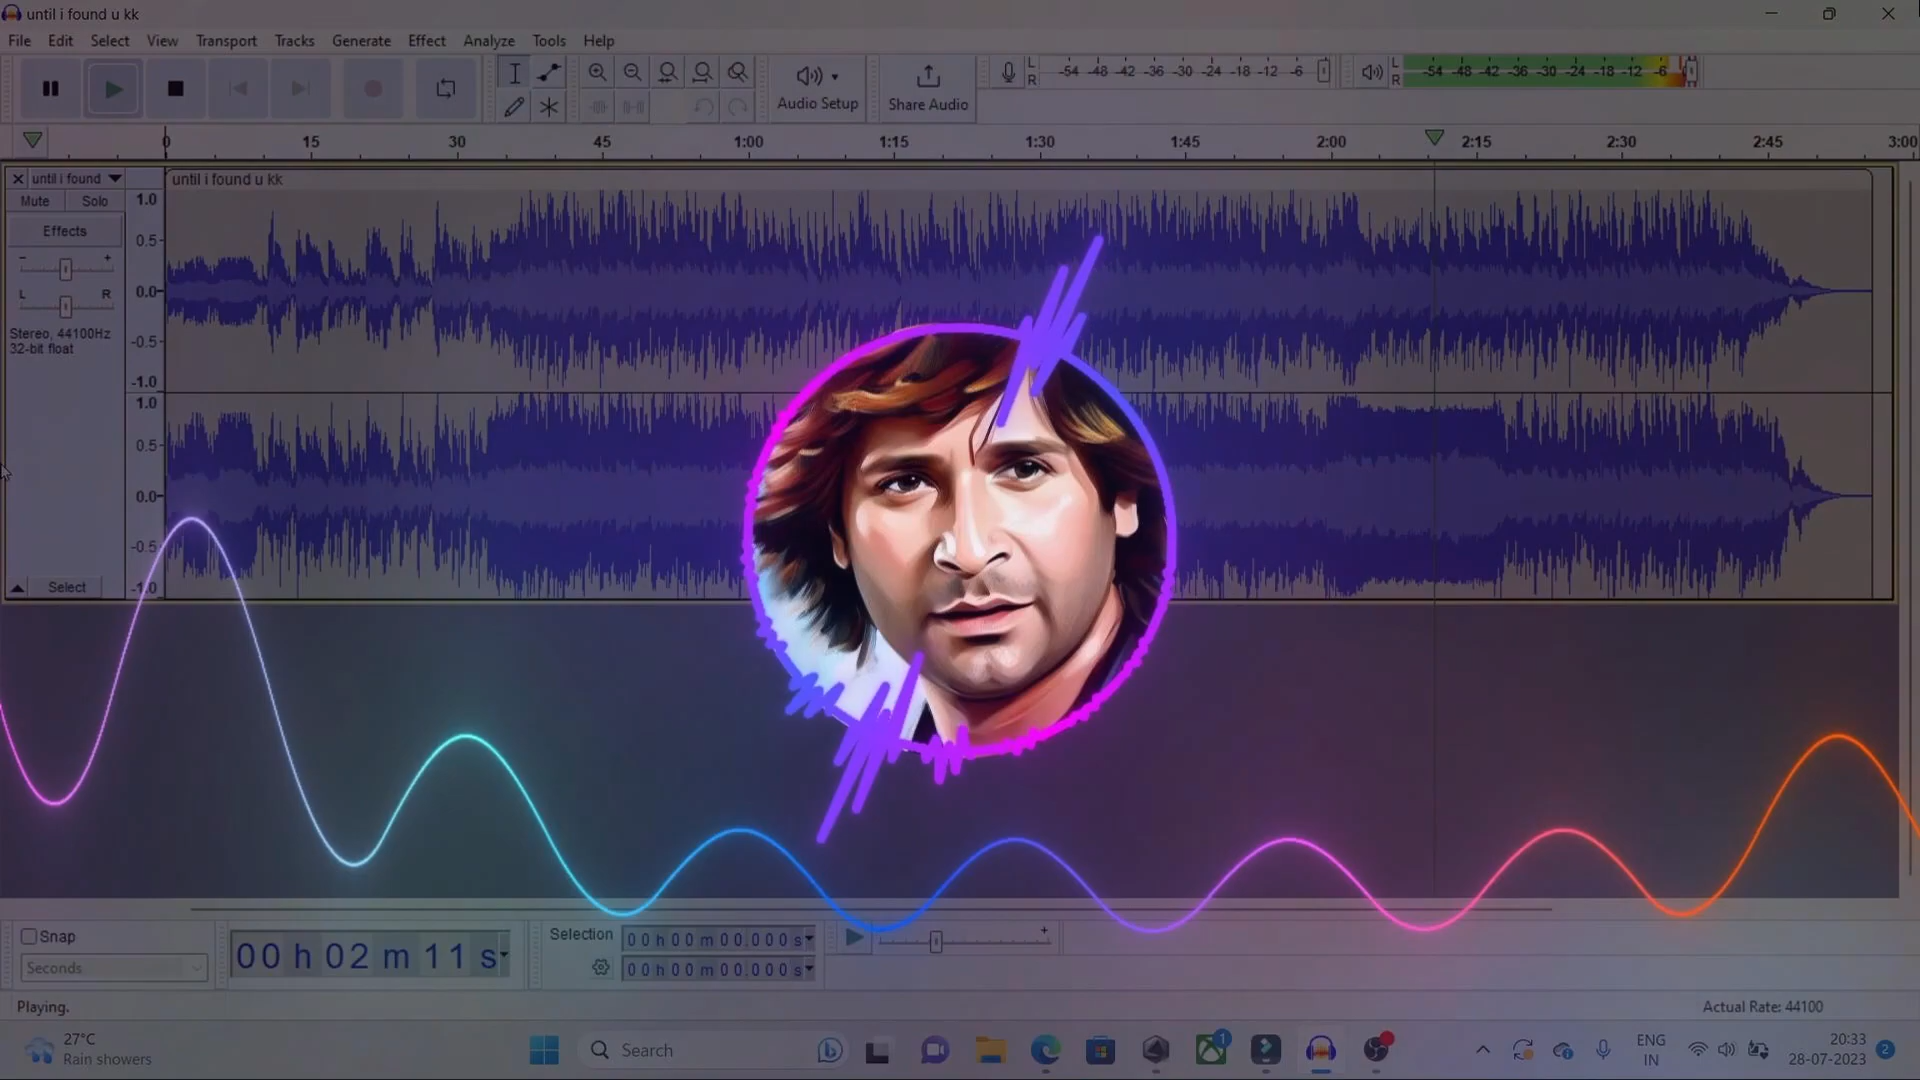 until i found u kk
File Edit Select View Transport Tracks Generate Effect Analyze Tools Help
L
R
-54 -48 -42 -36 -30 -24 -18 -12 -6
L
R
-54 -48 -42 -36 -30 -24 -18 -12 -6
Audio Setup
Share Audio
0 15 30 45 1:00 1:15 1:30 1:45 2:00 2:15 2:30 2:45 3:00
until i found
until i found u kk
Mute Solo
Effects
- +
L R
Stereo, 44100Hz
32-bit float
Select
1.0
0.5
0.0
-0.5
-1.0
1.0
0.5
0.0
-0.5
-1.0
Snap
Seconds
00 h 02 m 11 s
Selection
00 h 00 m 00.000 s
00 h 00 m 00.000 s
- +
Playing.
Actual Rate: 44100
27°C
Rain showers
Search
1
ENG
IN
20:33
28-07-2023
2